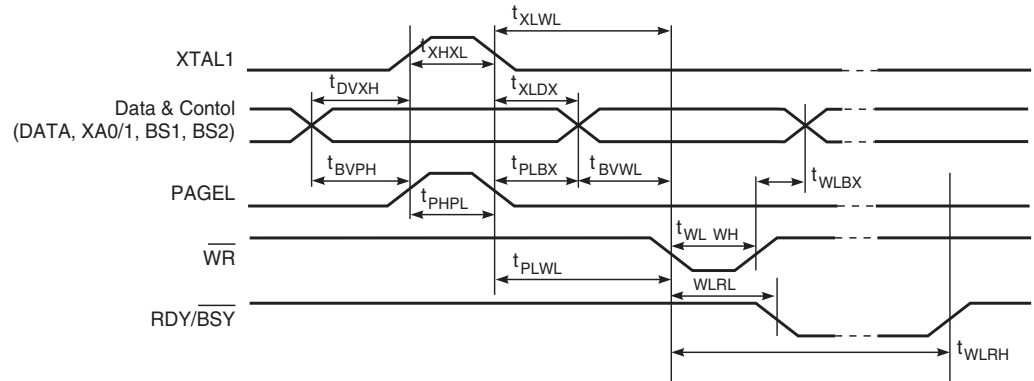 tXLWL
XTAL1
tXHXL
tDVXH
tXLDX
Data & Contol
(DATA, XA0/1, BS1, BS2)
tBVPH
tPLBX
tBVWL
tWLBX
PAGEL
tPHPL
tWL WH
WR
tPLWL
WLRL
RDY/BSY
tWLRH